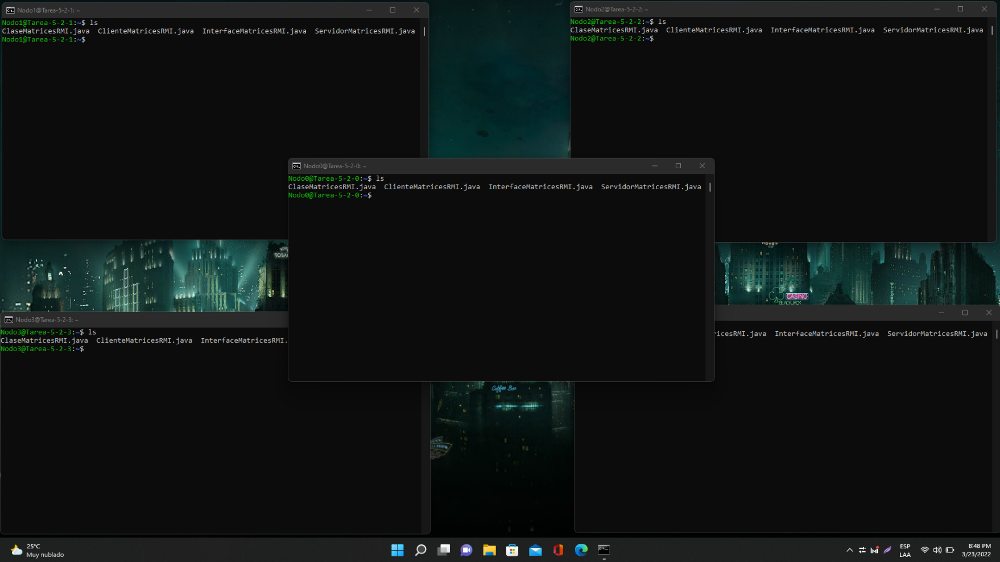 Nodo1@Tarea-5-2-1: ~
Nodo1@Tarea-5-2-1:~$ ls
ClaseMatricesRMI.java  ClienteMatricesRMI.java  InterfaceMatricesRMI.java  ServidorMatricesRMI.java
Nodo1@Tarea-5-2-1:~$
Nodo2@Tarea-5-2-2: ~
Nodo2@Tarea-5-2-2:~$ ls
ClaseMatricesRMI.java  ClienteMatricesRMI.java  InterfaceMatricesRMI.java  ServidorMatricesRMI.java
Nodo2@Tarea-5-2-2:~$
Nodo0@Tarea-5-2-0: ~
Nodo0@Tarea-5-2-0:~$ ls
ClaseMatricesRMI.java  ClienteMatricesRMI.java  InterfaceMatricesRMI.java  ServidorMatricesRMI.java
Nodo0@Tarea-5-2-0:~$
CASINO
BLACKJACK
Nodo3@Tarea-5-2-3: ~
Nodo3@Tarea-5-2-3:~$ ls
ClaseMatricesRMI.java  ClienteMatricesRMI.java  InterfaceMatricesRMI.
Nodo3@Tarea-5-2-3:~$
ricesRMI.java  InterfaceMatricesRMI.java  ServidorMatricesRMI.java
Coffee Bar
25°C
Muy nublado
ESP
LAA
8:48 PM
3/23/2022